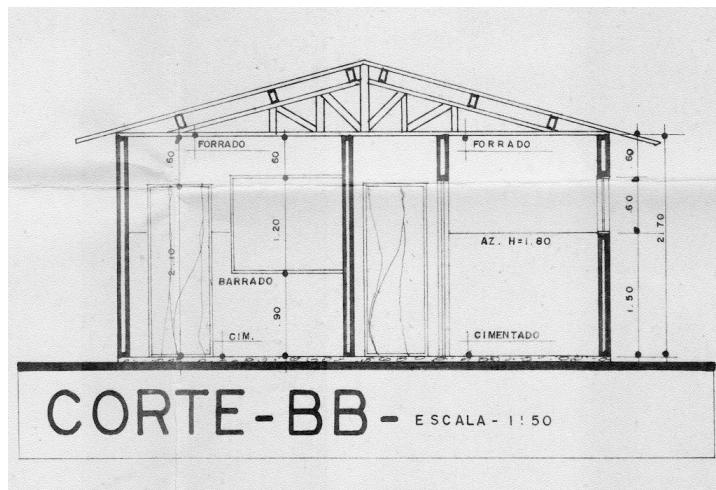 FORRADO
FORRADO
.60
.60
.60
.60
2.70
1.20
2.10
AZ. H=1.80
BARRADO
1.50
.90
CIM.
CIMENTADO
CORTE-BB- ESCALA-1:50